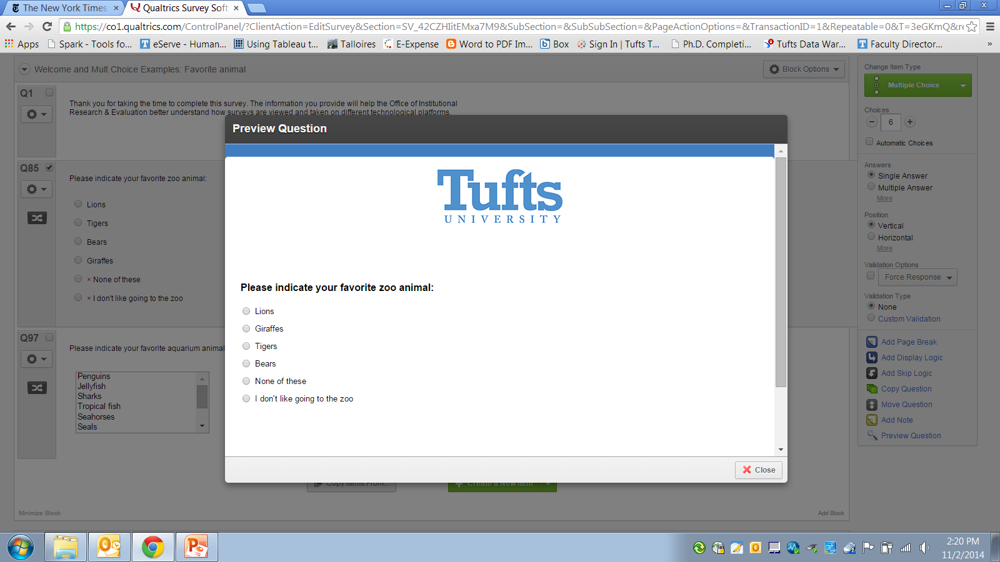 The New York Times
Qualtrics Survey Soft
https://co1.qualtrics.com/ControlPanel/?ClientAction=EditSurvey&Section=SV_42CZHIitEMxa7M9&SubSection=&SubSubSection=&PageActionOptions=&TransactionID=1&Repeatable=0&T=3eGKmQ&re
Apps Spark - Tools fo... eServe - Human... Using Tableau t... Talloires E-Expense Word to PDF Im... Box Sign In | Tufts T... Ph.D. Completi... Tufts Data War... Faculty Director... »
Welcome and Mult Choice Examples: Favorite animal
Block Options
Q1
Thank you for taking the time to complete this survey. The information you provide will help the Office of Institutional
Research & Evaluation better understand how surveys are viewed and taken on different technological platforms.
Q85
Please indicate your favorite zoo animal:
Lions
Tigers
Bears
Giraffes
× None of these
× I don't like going to the zoo
Q97
Please indicate your favorite aquarium animal
Penguins
Jellyfish
Sharks
Tropical fish
Seahorses
Seals
Preview Question
Tufts
UNIVERSITY
Please indicate your favorite zoo animal:
Lions
Giraffes
Tigers
Bears
None of these
I don't like going to the zoo
Close
Copy Items From...
Create a New Item
Minimize Block
Add Block
Change Item Type
Multiple Choice
Choices
6
Automatic Choices
Answers
Single Answer
Multiple Answer
More
Position
Vertical
Horizontal
More
Validation Options
Force Response
Validation Type
None
Custom Validation
Add Page Break
Add Display Logic
Add Skip Logic
Copy Question
Move Question
Add Note
Preview Question
2:20 PM
11/2/2014